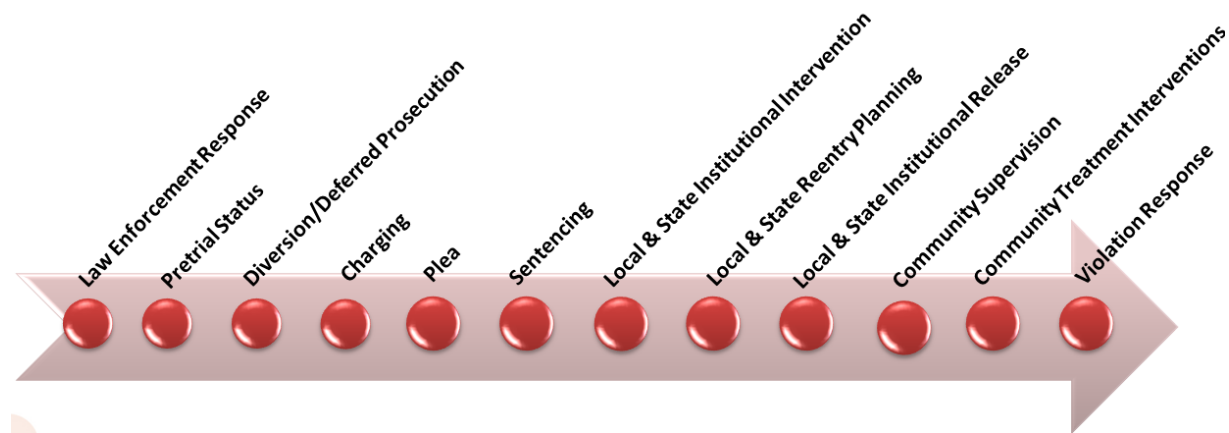 Law Enforcement Response
Pretrial Status
Diversion/Deferred Prosecution
Charging
Plea
Sentencing
Local & State Institutional Intervention
Local & State Reentry Planning
Local & State Institutional Release
Community Supervision
Community Treatment Interventions
Violation Response